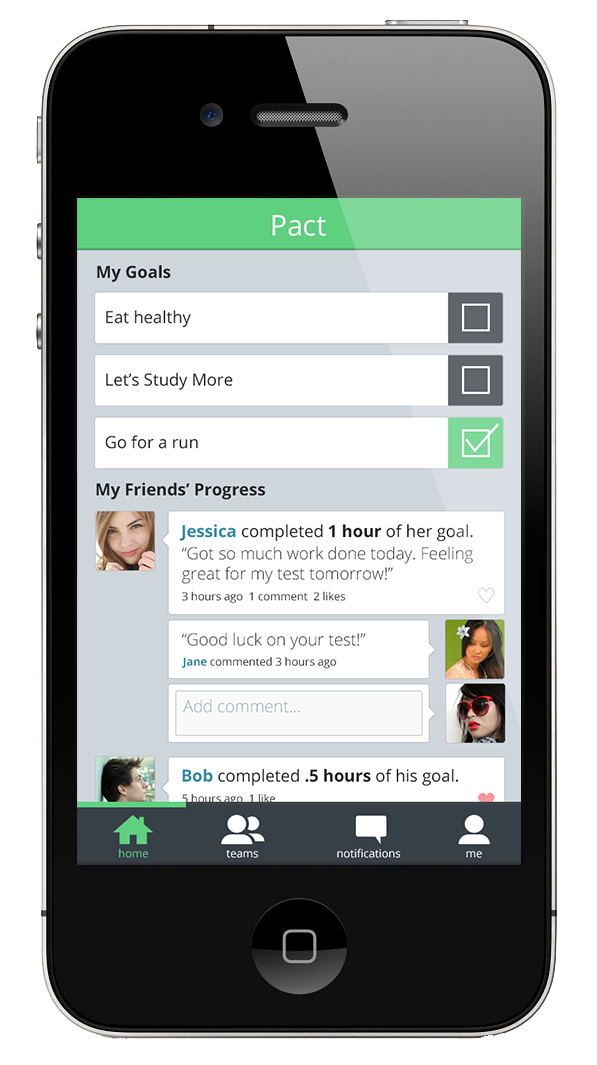 Pact
My Goals
Eat healthy
Let’s Study More
Go for a run
My Friends’ Progress
Jessica completed 1 hour of her goal.
“Got so much work done today. Feeling
great for my test tomorrow!”
3 hours ago 1 comment 2 likes
“Good luck on your test!”
Jane commented 3 hours ago
Add comment...
Bob completed .5 hours of his goal.
5 hours ago 1 like
home teams notifications me